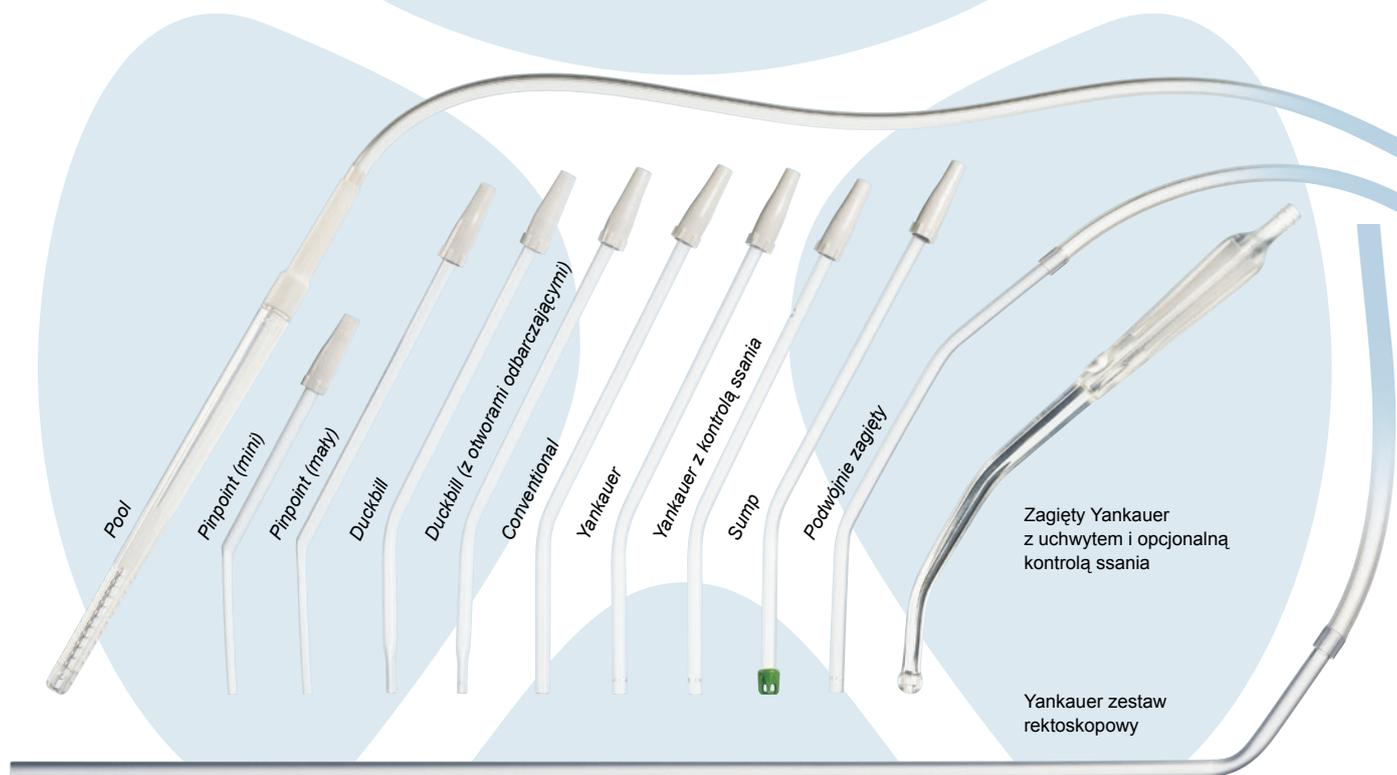 Pool
Pinpoint (mini)
Pinpoint (mały)
Duckbill
Duckbill (z otworami odbarczającymi)
Conventional
Yankauer
Yankauer z kontrolą ssania
Sump
Podwójnie zagięty
Zagięty Yankauer
z uchwytem i opcjonalną
kontrolą ssania
Yankauer zestaw
rektoskopowy